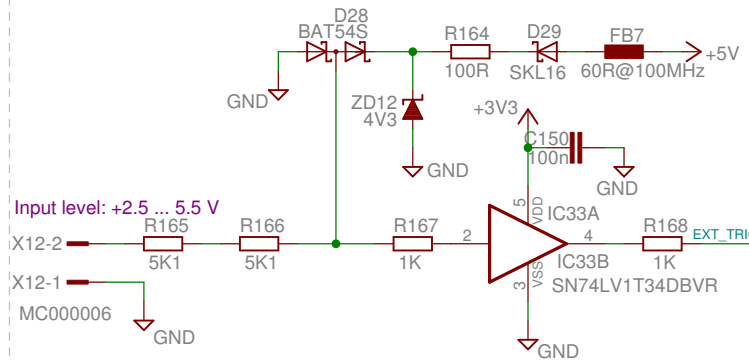 D28
BAT54S
R164
D29
FB7
+5V
100R
SKL16
60R@100MHz
GND
ZD12
4V3
+3V3
C150
100n
GND
GND
Input level: +2.5 ... 5.5 V
R165
R166
R167
5
VDD
IC33A
R168
X12-2
2
4
EXT_TRI
5K1
5K1
1K
IC33B
1K
X12-1
3
VSS
SN74LV1T34DBVR
MC000006
GND
GND